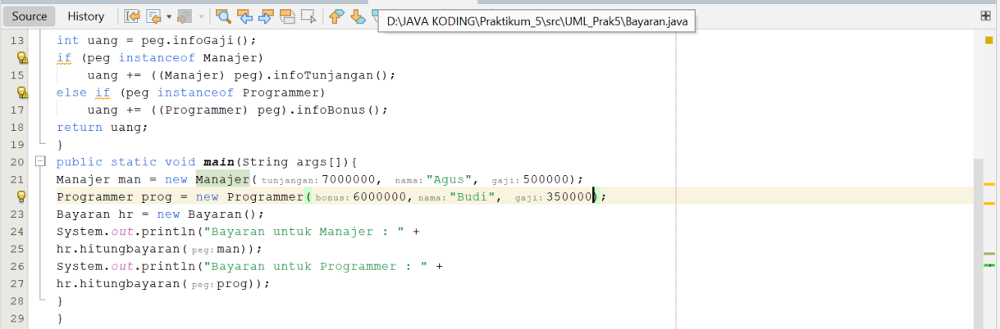 Source History
D:\JAVA KODING\Praktikum_5\src\UML_Prak5\Bayaran.java
13 int uang = peg.infoGaji();
if (peg instanceof Manajer)
15 uang += ((Manajer) peg).infoTunjangan();
else if (peg instanceof Programmer)
17 uang += ((Programmer) peg).infoBonus();
18 return uang;
19 }
20 public static void main(String args[]){
21 Manajer man = new Manajer( tunjangan: 7000000, nama: "Agus", gaji: 500000);
Programmer prog = new Programmer( bonus: 6000000, nama: "Budi", gaji: 350000);
23 Bayaran hr = new Bayaran();
24 System.out.println("Bayaran untuk Manajer : " +
25 hr.hitungbayaran( peg: man));
26 System.out.println("Bayaran untuk Programmer : " +
27 hr.hitungbayaran( peg: prog));
28 }
29 }